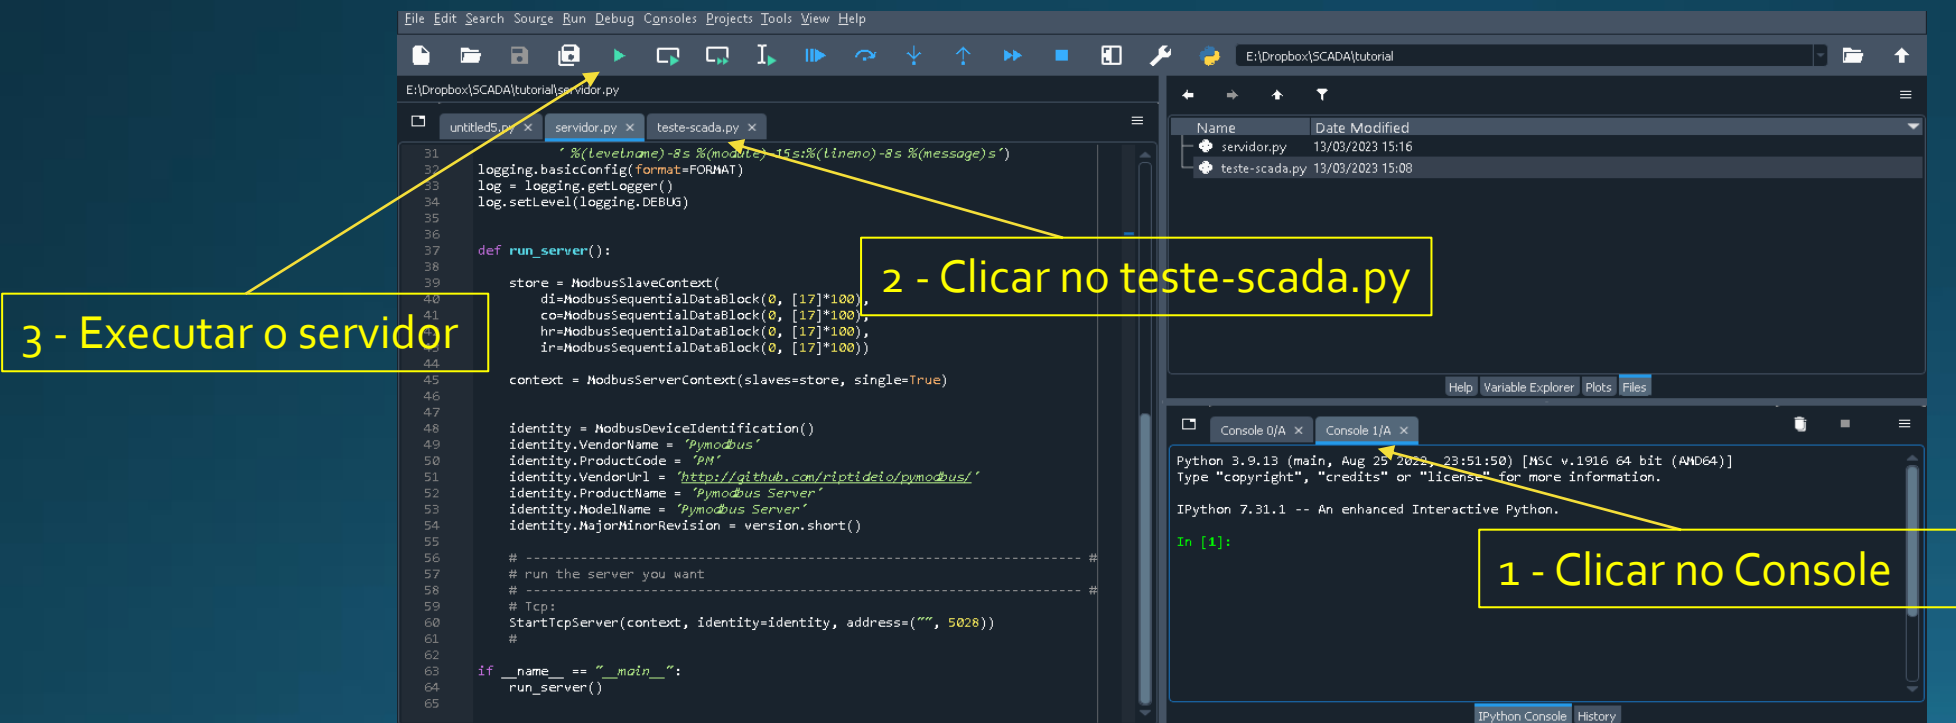 File Edit Search Source Run Debug Consoles Projects Tools View Help
E:\Dropbox\SCADA\tutorial
E:\Dropbox\SCADA\tutorial\servidor.py
untitled5.py × servidor.py × teste-scada.py ×
31 ' %(levelname)-8s %(module)-15s:%(lineno)-8s %(message)s')
32 logging.basicConfig(format=FORMAT)
33 log = logging.getLogger()
34 log.setLevel(logging.DEBUG)
35
36
37 def run_server():
38
39 store = ModbusSlaveContext(
40 di=ModbusSequentialDataBlock(0, [17]*100),
41 co=ModbusSequentialDataBlock(0, [17]*100),
hr=ModbusSequentialDataBlock(0, [17]*100),
43 ir=ModbusSequentialDataBlock(0, [17]*100))
44
45 context = ModbusServerContext(slaves=store, single=True)
46
47
48 identity = ModbusDeviceIdentification()
49 identity.VendorName = 'Pymodbus'
50 identity.ProductCode = 'PM'
51 identity.VendorUrl = 'http://github.com/riptideio/pymodbus/'
52 identity.ProductName = 'Pymodbus Server'
53 identity.ModelName = 'Pymodbus Server'
54 identity.MajorMinorRevision = version.short()
55
56 # ----------------------------------------------------------------------- #
57 # run the server you want
58 # ----------------------------------------------------------------------- #
59 # Tcp:
60 StartTcpServer(context, identity=identity, address=("", 5028))
61 #
62
63 if __name__ == "__main__":
64 run_server()
65
3 - Executar o servidor
2 - Clicar no teste-scada.py
Name Date Modified
servidor.py 13/03/2023 15:16
teste-scada.py 13/03/2023 15:08
Help Variable Explorer Plots Files
Console 0/A × Console 1/A ×
Python 3.9.13 (main, Aug 25 2022, 23:51:50) [MSC v.1916 64 bit (AMD64)]
Type "copyright", "credits" or "license" for more information.
IPython 7.31.1 -- An enhanced Interactive Python.
In [1]:
1 - Clicar no Console
IPython Console History